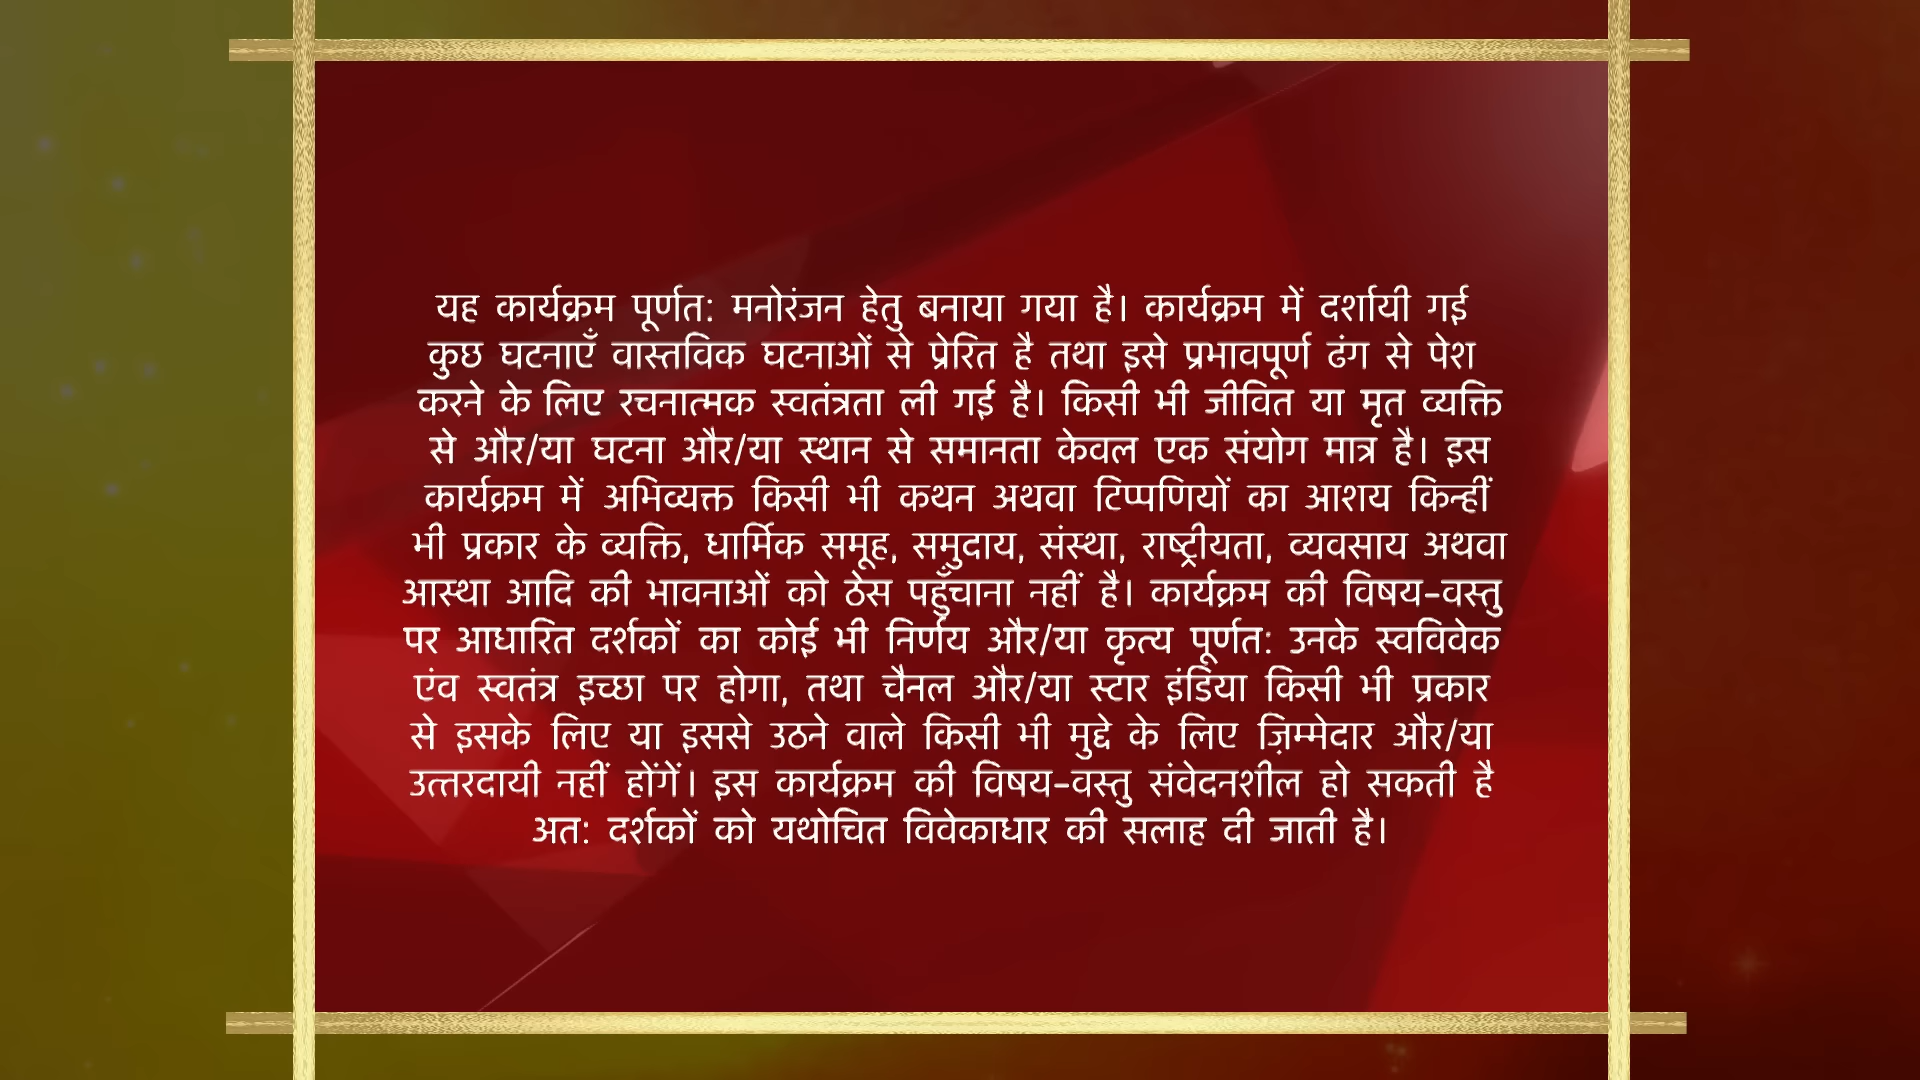 यह कार्यक्रम पूर्णत: मनोरंजन हेतु बनाया गया है। कार्यक्रम में दर्शायी गई
कुछ घटनाएँ वास्तविक घटनाओं से प्रेरित है तथा इसे प्रभावपूर्ण ढंग से पेश
करने के लिए रचनात्मक स्वतंत्रता ली गई है। किसी भी जीवित या मृत व्यक्ति
से और/या घटना और/या स्थान से समानता केवल एक संयोग मात्र है। इस
कार्यक्रम में अभिव्यक्त किसी भी कथन अथवा टिप्पणियों का आशय किन्हीं
भी प्रकार के व्यक्ति, धार्मिक समूह, समुदाय, संस्था, राष्ट्रीयता, व्यवसाय अथवा
आस्था आदि की भावनाओं को ठेस पहुँचाना नहीं है। कार्यक्रम की विषय-वस्तु
पर आधारित दर्शकों का कोई भी निर्णय और/या कृत्य पूर्णत: उनके स्वविवेक
एंव स्वतंत्र इच्छा पर होगा, तथा चैनल और/या स्टार इंडिया किसी भी प्रकार
से इसके लिए या इससे उठने वाले किसी भी मुद्दे के लिए ज़िम्मेदार और/या
उत्तरदायी नहीं होंगें। इस कार्यक्रम की विषय-वस्तु संवेदनशील हो सकती है
अत: दर्शकों को यथोचित विवेकाधार की सलाह दी जाती है।